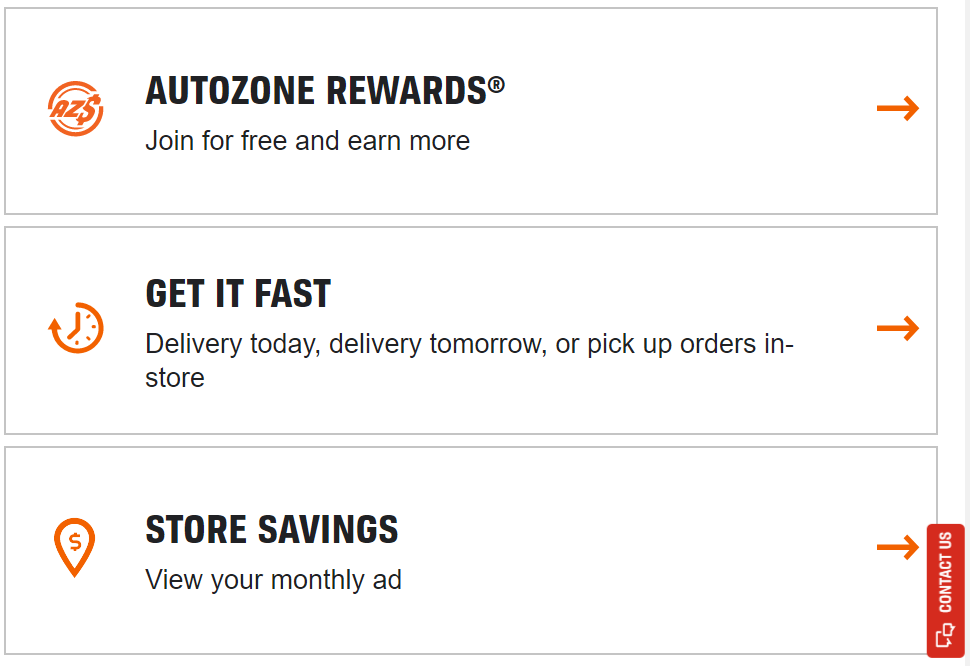 AZ$
AUTOZONE REWARDS®
Join for free and earn more
GET IT FAST
Delivery today, delivery tomorrow, or pick up orders in-
store
$
STORE SAVINGS
View your monthly ad
CONTACT US